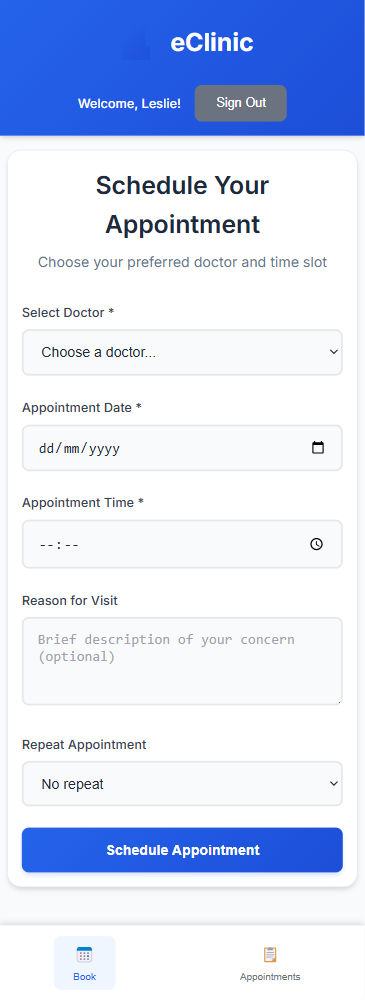 eClinic
Welcome, Leslie!
Sign Out
Schedule Your
Appointment
Choose your preferred doctor and time slot
Select Doctor *
Choose a doctor...
Appointment Date *
dd/mm/yyyy
Appointment Time *
--:--
Reason for Visit
Brief description of your concern
(optional)
Repeat Appointment
No repeat
Schedule Appointment
Book
Appointments